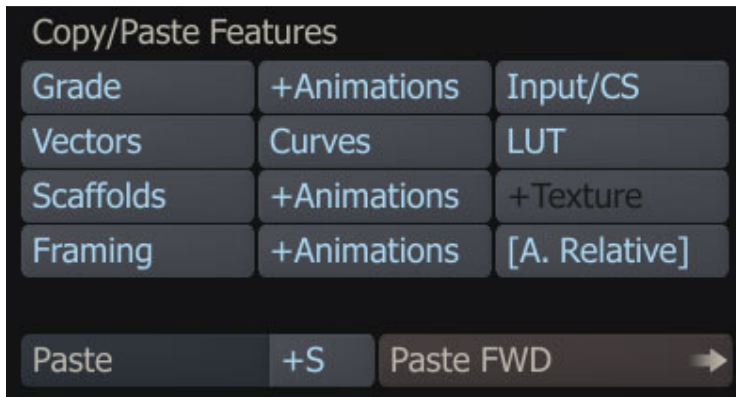 Copy/Paste Features
Grade +Animations Input/CS
Vectors Curves LUT
Scaffolds +Animations +Texture
Framing +Animations [A. Relative]
Paste +S Paste FWD